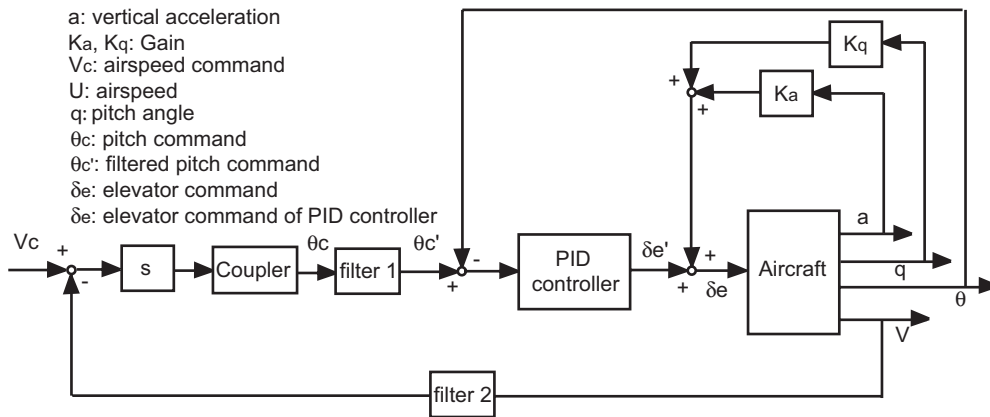 a: vertical acceleration
Ka, Kq: Gain
Vc: airspeed command
U: airspeed
q: pitch angle
θc: pitch command
θc': filtered pitch command
δe: elevator command
δe: elevator command of PID controller
Kq
Ka
+
+
+
a
q
θ
V
Aircraft
Vc
+
-
s
Coupler
θc
filter 1
θc'
-
+
PID
controller
δe'
+
+
δe
filter 2